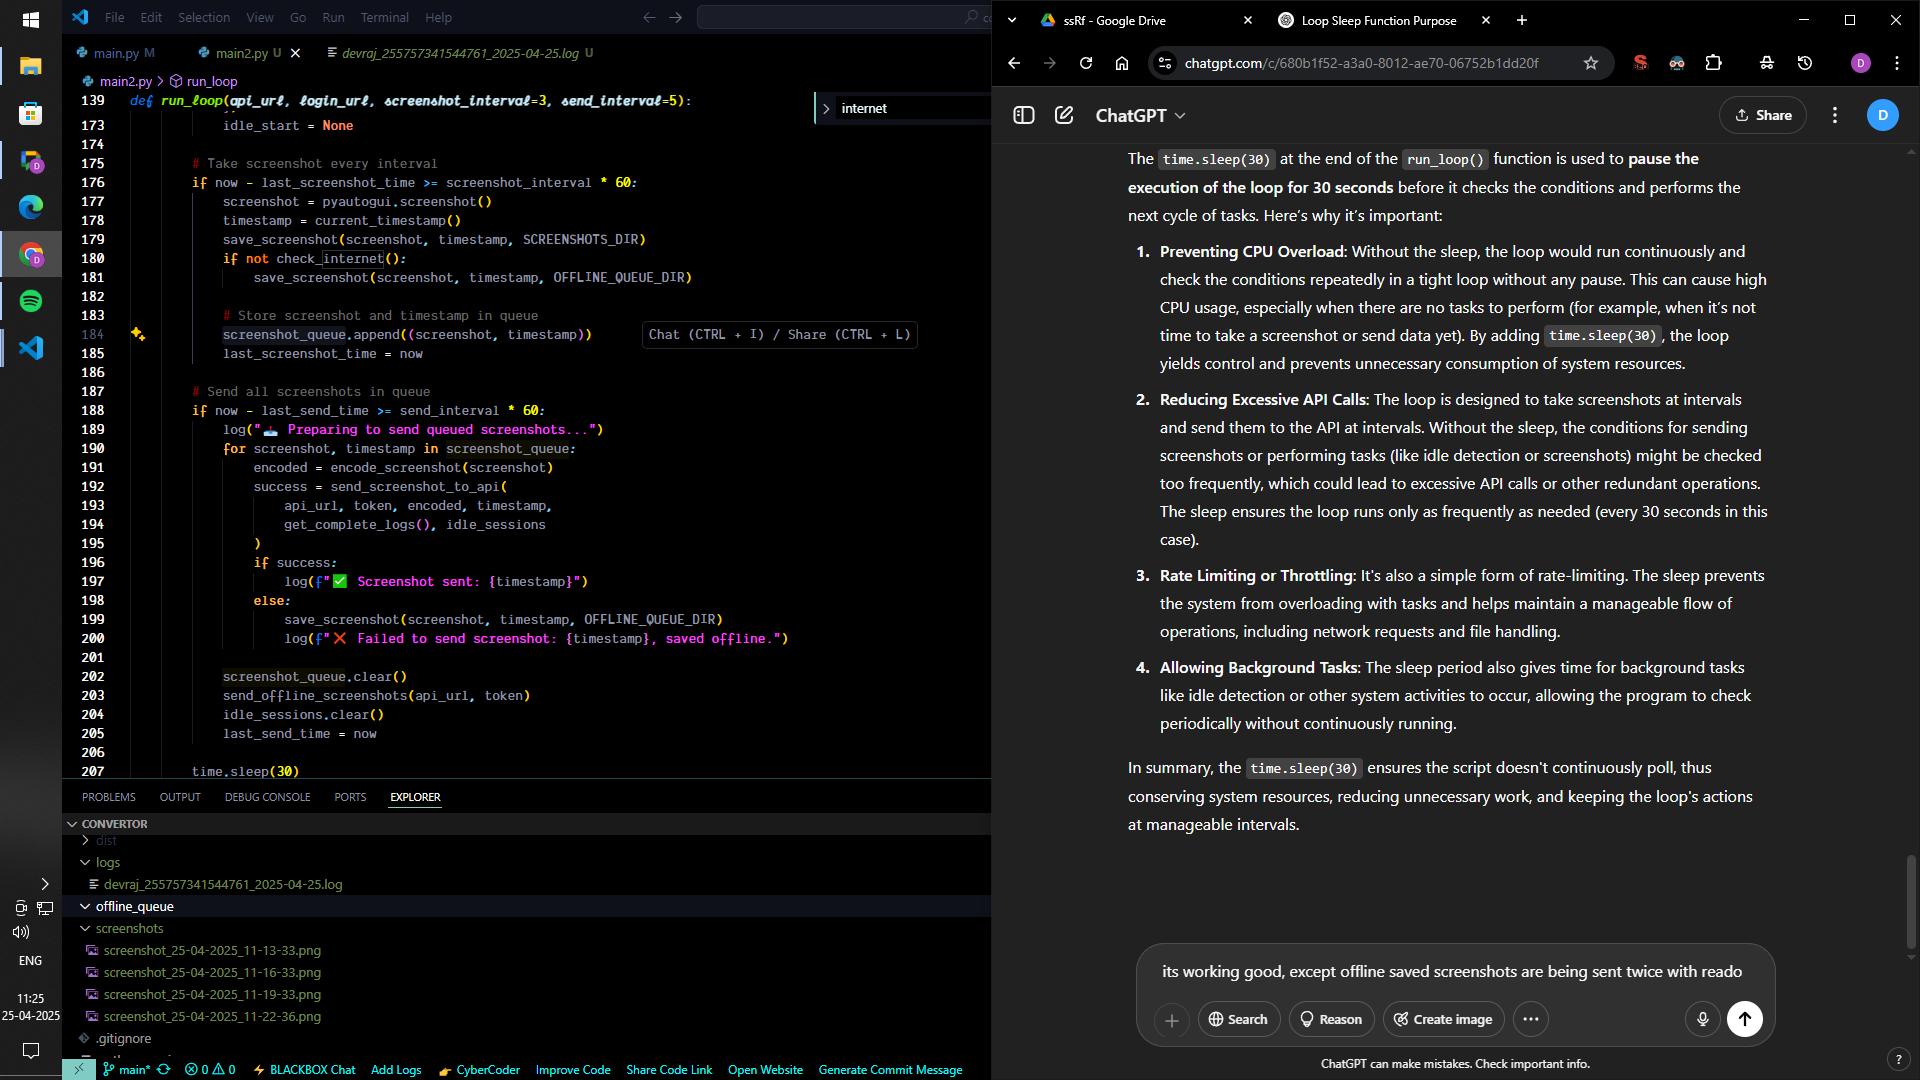 File Edit Selection View Go Run Terminal Help
main.py M
main2.py U
devraj_255757341544761_2025-04-25.log U
main2.py > run_loop
139 def run_loop(api_url, login_url, screenshot_interval=3, send_interval=5):
internet
173 idle_start = None
174
175 # Take screenshot every interval
176 if now - last_screenshot_time >= screenshot_interval * 60:
177 screenshot = pyautogui.screenshot()
178 timestamp = current_timestamp()
179 save_screenshot(screenshot, timestamp, SCREENSHOTS_DIR)
180 if not check_internet():
181 save_screenshot(screenshot, timestamp, OFFLINE_QUEUE_DIR)
182
183 # Store screenshot and timestamp in queue
184 screenshot_queue.append((screenshot, timestamp)) Chat (CTRL + I) / Share (CTRL + L)
185 last_screenshot_time = now
186
187 # Send all screenshots in queue
188 if now - last_send_time >= send_interval * 60:
189 log("📤 Preparing to send queued screenshots...")
190 for screenshot, timestamp in screenshot_queue:
191 encoded = encode_screenshot(screenshot)
192 success = send_screenshot_to_api(
193 api_url, token, encoded, timestamp,
194 get_complete_logs(), idle_sessions
195 )
196 if success:
197 log(f"✅ Screenshot sent: {timestamp}")
198 else:
199 save_screenshot(screenshot, timestamp, OFFLINE_QUEUE_DIR)
200 log(f"❌ Failed to send screenshot: {timestamp}, saved offline.")
201
202 screenshot_queue.clear()
203 send_offline_screenshots(api_url, token)
204 idle_sessions.clear()
205 last_send_time = now
206
207 time.sleep(30)
PROBLEMS OUTPUT DEBUG CONSOLE PORTS EXPLORER
CONVERTOR
dist
logs
devraj_255757341544761_2025-04-25.log
offline_queue
screenshots
screenshot_25-04-2025_11-13-33.png
screenshot_25-04-2025_11-16-33.png
screenshot_25-04-2025_11-19-33.png
screenshot_25-04-2025_11-22-36.png
.gitignore
main* 0 0 BLACKBOX Chat Add Logs CyberCoder Improve Code Share Code Link Open Website Generate Commit Message
ENG
11:25
25-04-2025
ssRf - Google Drive
Loop Sleep Function Purpose
chatgpt.com/c/680b1f52-a3a0-8012-ae70-06752b1dd20f
D
ChatGPT
Share
D
The time.sleep(30) at the end of the run_loop() function is used to pause the
execution of the loop for 30 seconds before it checks the conditions and performs the
next cycle of tasks. Here’s why it’s important:
1. Preventing CPU Overload: Without the sleep, the loop would run continuously and
check the conditions repeatedly in a tight loop without any pause. This can cause high
CPU usage, especially when there are no tasks to perform (for example, when it’s not
time to take a screenshot or send data yet). By adding time.sleep(30), the loop
yields control and prevents unnecessary consumption of system resources.
2. Reducing Excessive API Calls: The loop is designed to take screenshots at intervals
and send them to the API at intervals. Without the sleep, the conditions for sending
screenshots or performing tasks (like idle detection or screenshots) might be checked
too frequently, which could lead to excessive API calls or other redundant operations.
The sleep ensures the loop runs only as frequently as needed (every 30 seconds in this
case).
3. Rate Limiting or Throttling: It's also a simple form of rate-limiting. The sleep prevents
the system from overloading with tasks and helps maintain a manageable flow of
operations, including network requests and file handling.
4. Allowing Background Tasks: The sleep period also gives time for background tasks
like idle detection or other system activities to occur, allowing the program to check
periodically without continuously running.
In summary, the time.sleep(30) ensures the script doesn't continuously poll, thus
conserving system resources, reducing unnecessary work, and keeping the loop's actions
at manageable intervals.
its working good, except offline saved screenshots are being sent twice with reado
Search
Reason
Create image
ChatGPT can make mistakes. Check important info.
?